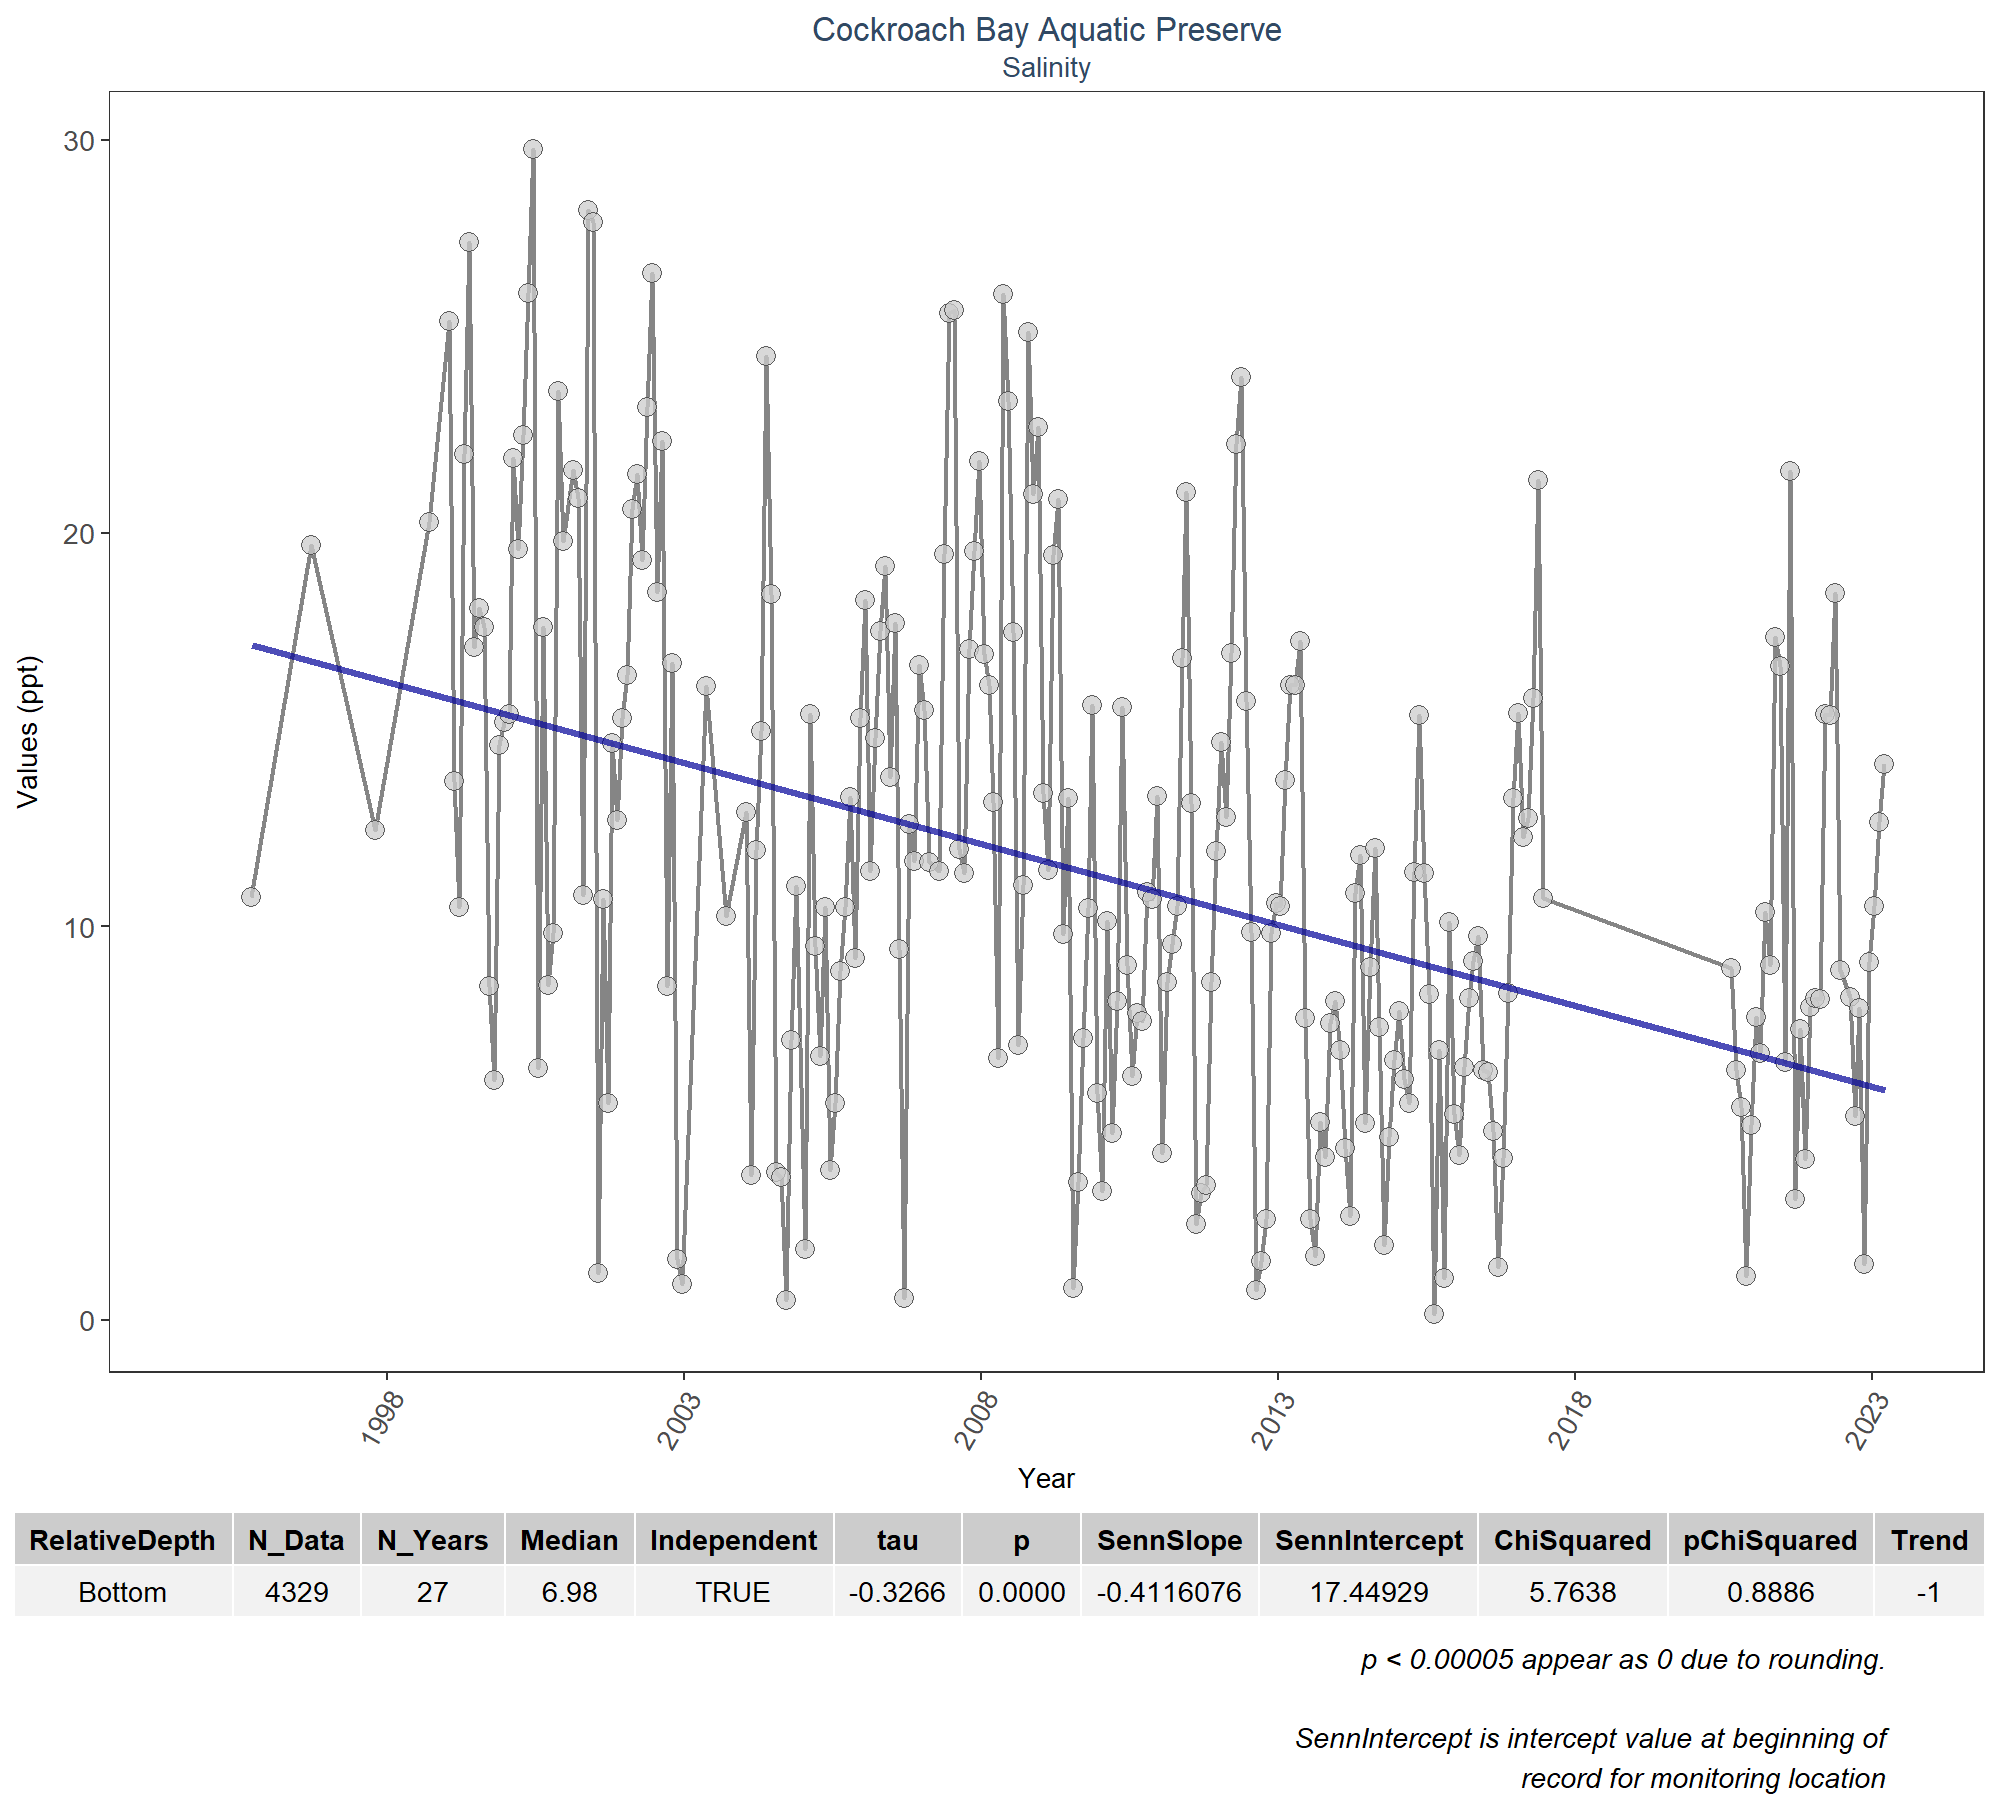 Cockroach Bay Aquatic Preserve
Salinity
30
20
10
0
Values (ppt)
1998
2003
2008
2013
2018
2023
Year
RelativeDepth N_Data N_Years Median Independent tau p SennSlope SennIntercept ChiSquared pChiSquared Trend
Bottom 4329 27 6.98 TRUE -0.3266 0.0000 -0.4116076 17.44929 5.7638 0.8886 -1
p < 0.00005 appear as 0 due to rounding.
SennIntercept is intercept value at beginning of
record for monitoring location